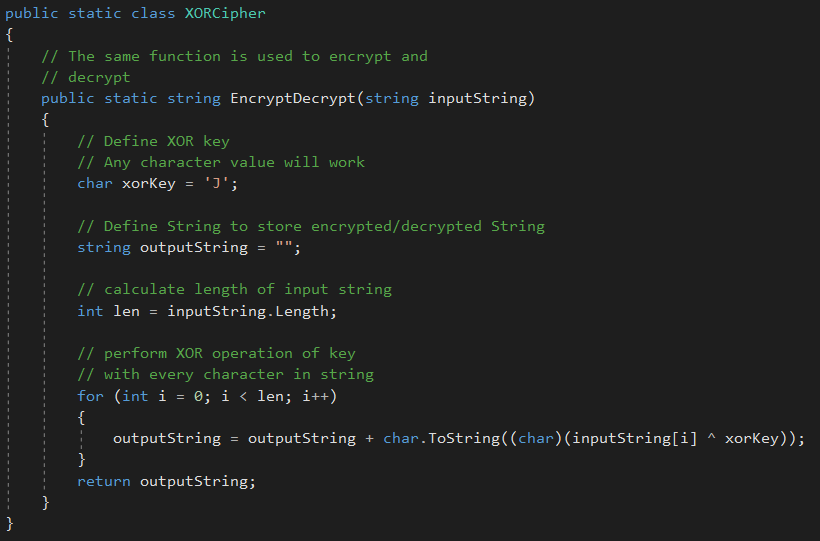 public static class XORCipher
{
    // The same function is used to encrypt and
    // decrypt
    public static string EncryptDecrypt(string inputString)
    {
        // Define XOR key
        // Any character value will work
        char xorKey = 'J';

        // Define String to store encrypted/decrypted String
        string outputString = "";

        // calculate length of input string
        int len = inputString.Length;

        // perform XOR operation of key
        // with every character in string
        for (int i = 0; i < len; i++)
        {
            outputString = outputString + char.ToString((char)(inputString[i] ^ xorKey));
        }
        return outputString;
    }
}